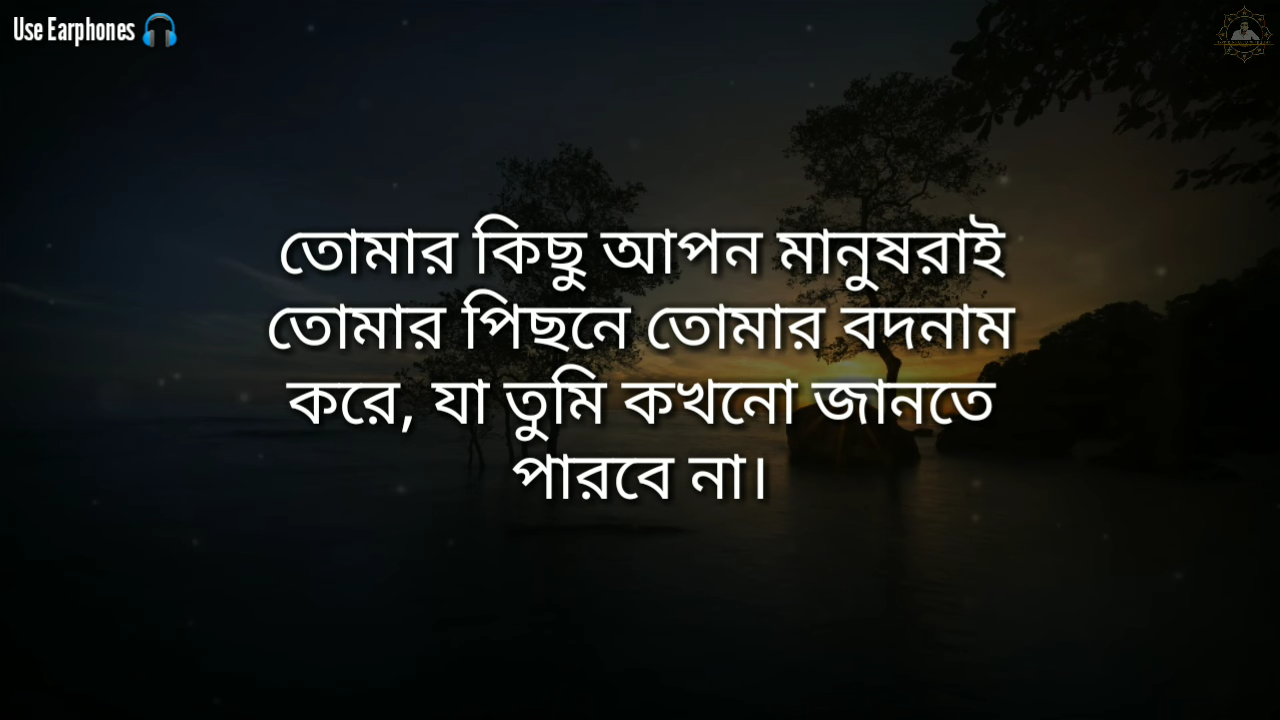 Use Earphones 🎧
তোমার কিছু আপন মানুষরাই
তোমার পিছনে তোমার বদনাম
করে, যা তুমি কখনো জানতে
পারবে না।